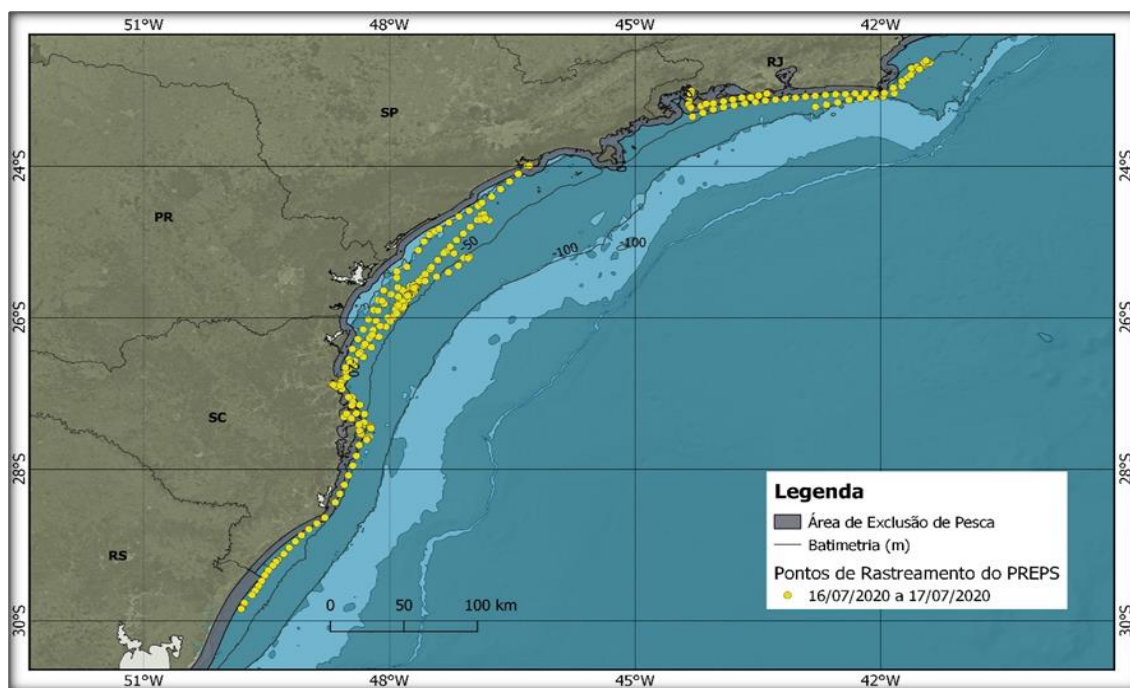 51°W 48°W 45°W 42°W
RJ
SP
24°S 24°S
PR
-50
-100 -100
26°S 26°S
-20
SC
28°S 28°S
Legenda
Área de Exclusão de Pesca
Batimetria (m)
RS
Pontos de Rastreamento do PREPS
16/07/2020 a 17/07/2020
0 50 100 km
30°S 30°S
51°W 48°W 45°W 42°W